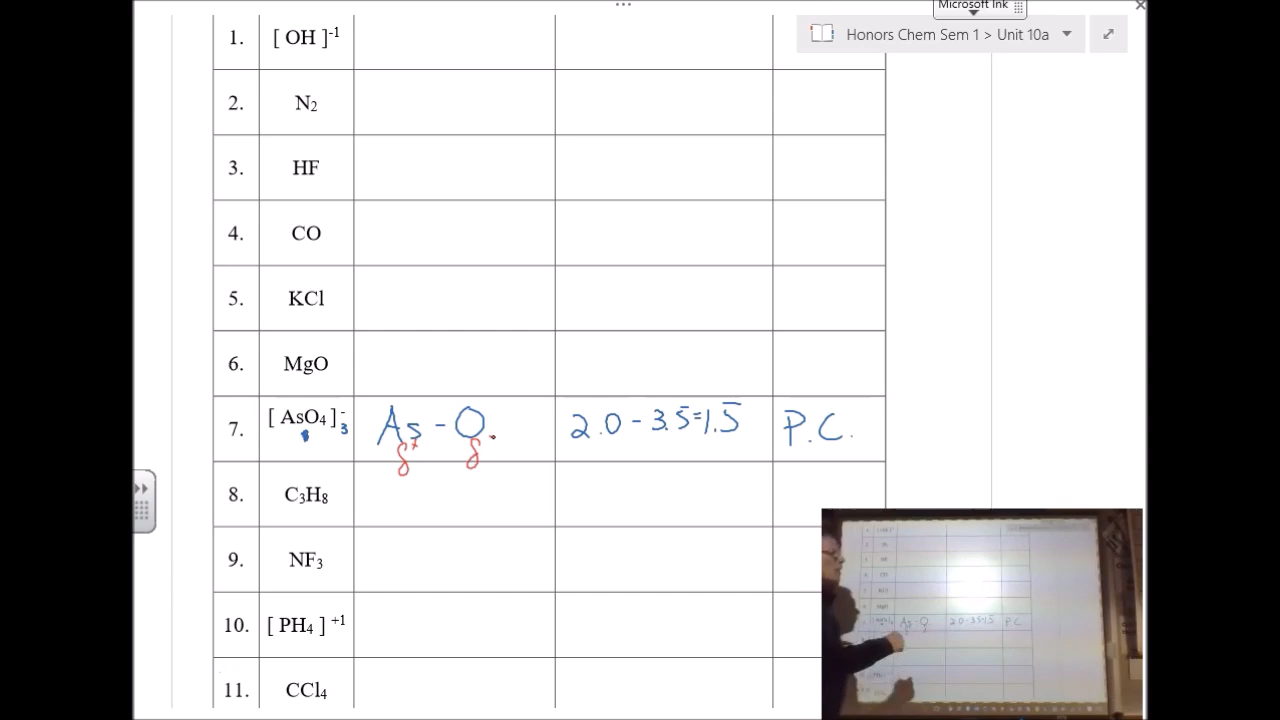 Microsoft Ink
Honors Chem Sem 1 > Unit 10a
1. [ OH ]-1
2. N2
3. HF
4. CO
5. KCl
6. MgO
7. [ AsO4 ]-3 As - O 2.0 - 3.5 = 1.5 P.C.
δ+ δ
8. C3H8
9. NF3
10. [ PH4 ] +1
11. CCl4